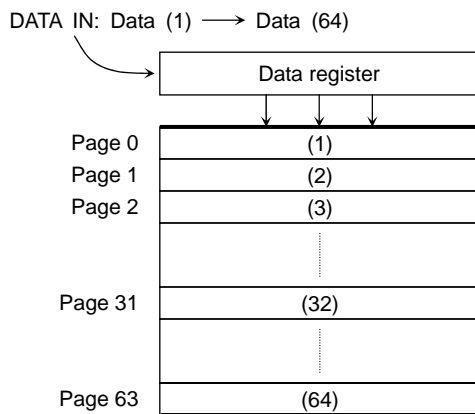 DATA IN: Data (1) → Data (64)
Data register
Page 0 (1)
Page 1 (2)
Page 2 (3)
Page 31 (32)
Page 63 (64)